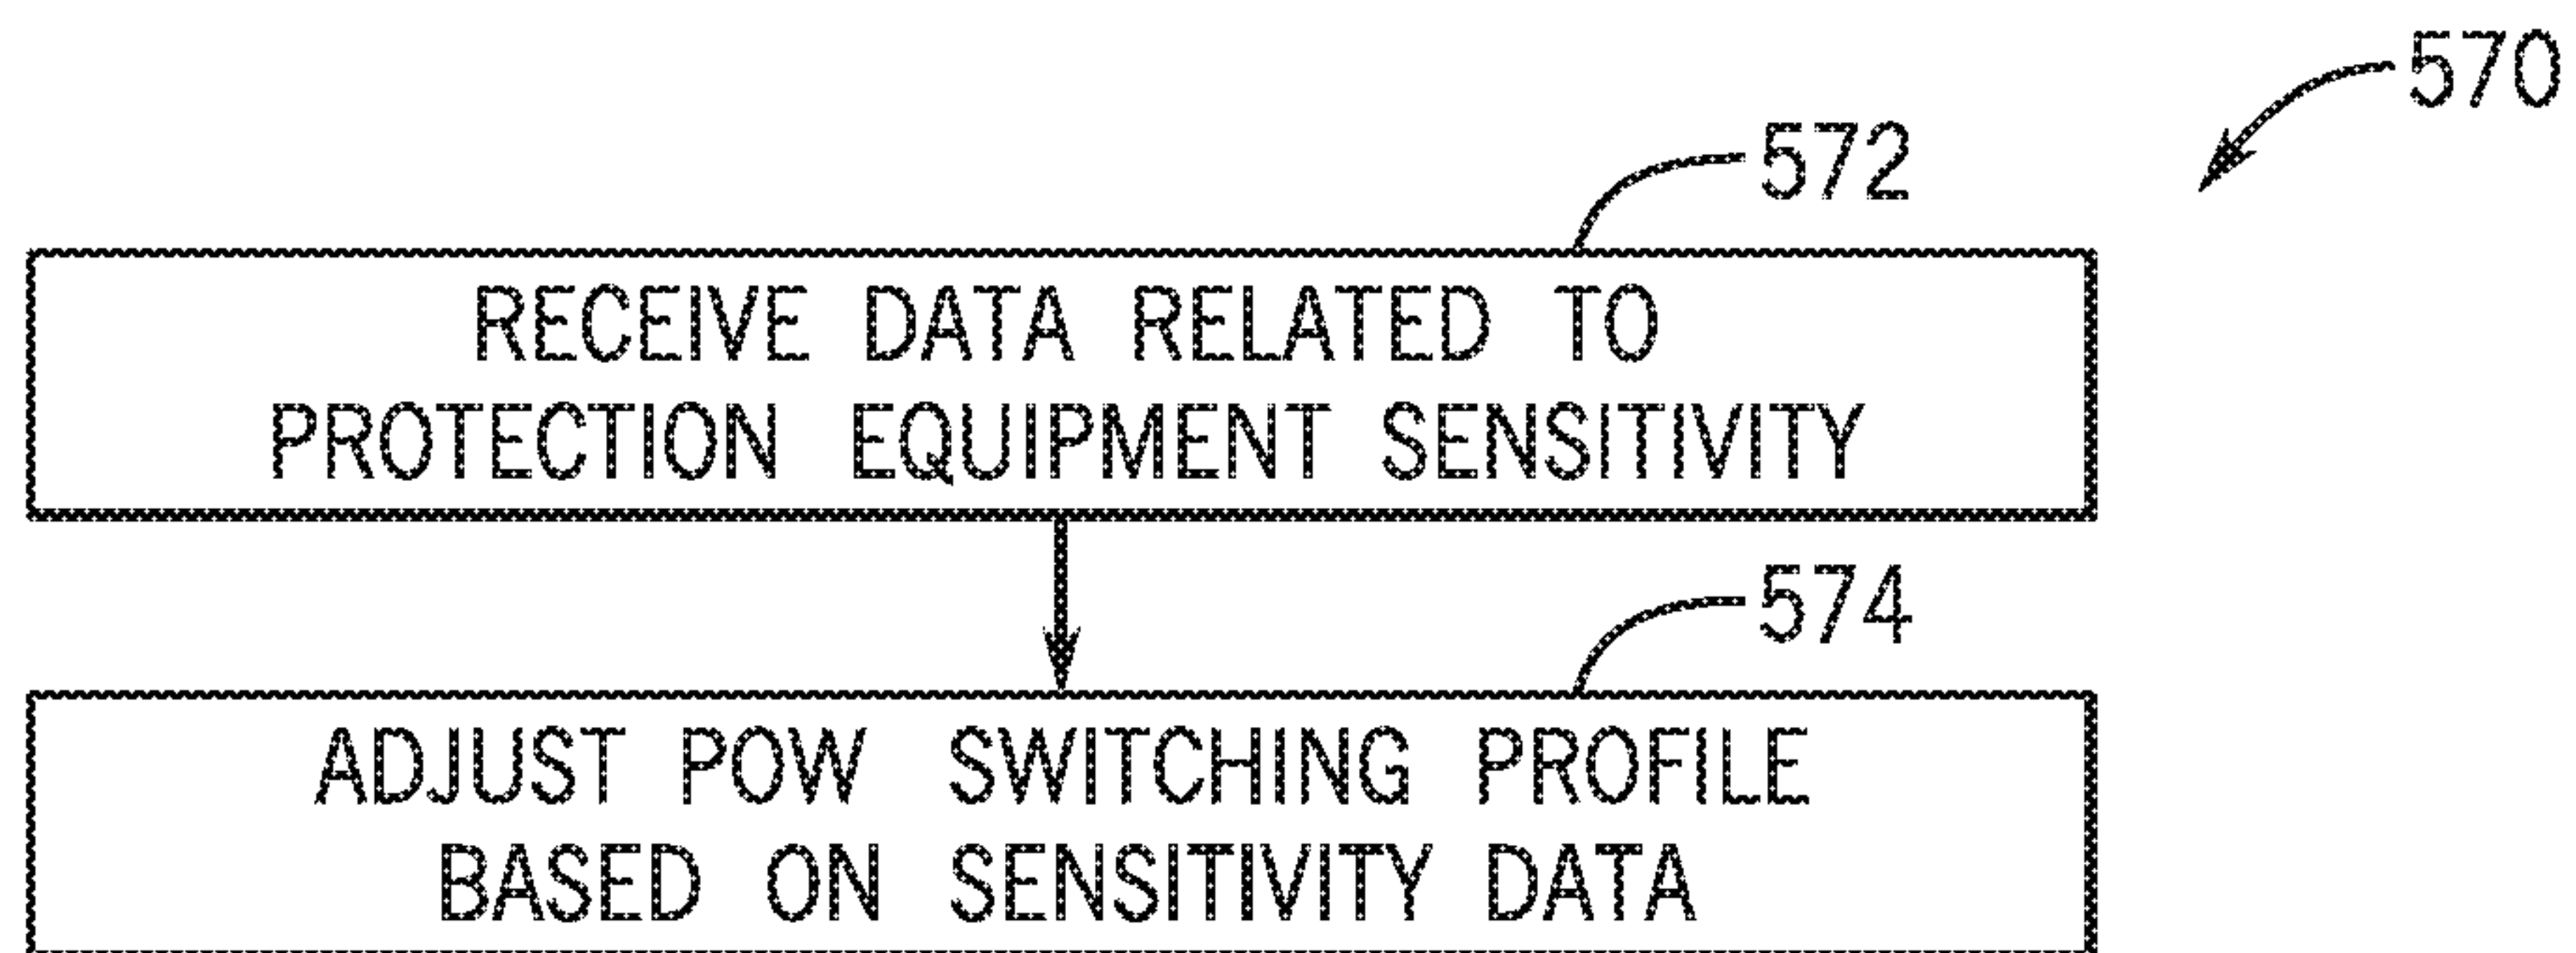 570
572
RECEIVE DATA RELATED TO
PROTECTION EQUIPMENT SENSITIVITY
574
ADJUST POW SWITCHING PROFILE
BASED ON SENSITIVITY DATA